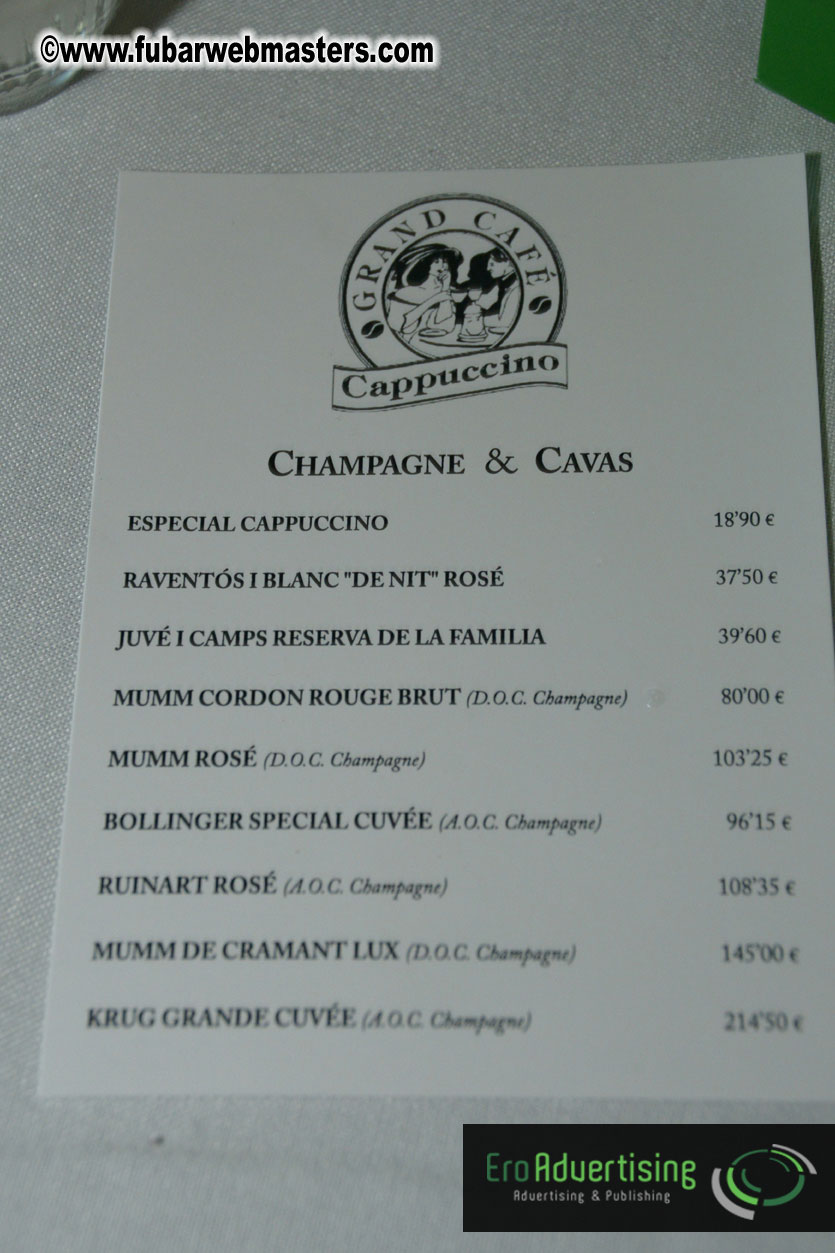 ©www.fubarwebmasters.com
GRAND CAFÉ
Cappuccino
CHAMPAGNE & CAVAS
ESPECIAL CAPPUCCINO 18'90 €
RAVENTÓS I BLANC "DE NIT" ROSÉ 37'50 €
JUVÉ I CAMPS RESERVA DE LA FAMILIA 39'60 €
MUMM CORDON ROUGE BRUT (D.O.C. Champagne) 80'00 €
MUMM ROSÉ (D.O.C. Champagne) 103'25 €
BOLLINGER SPECIAL CUVÉE (A.O.C. Champagne) 96'15 €
RUINART ROSÉ (A.O.C. Champagne) 108'35 €
MUMM DE CRAMANT LUX (D.O.C. Champagne) 145'00 €
KRUG GRANDE CUVÉE (A.O.C. Champagne) 214'50 €
EroAdvertising
Advertising & Publishing